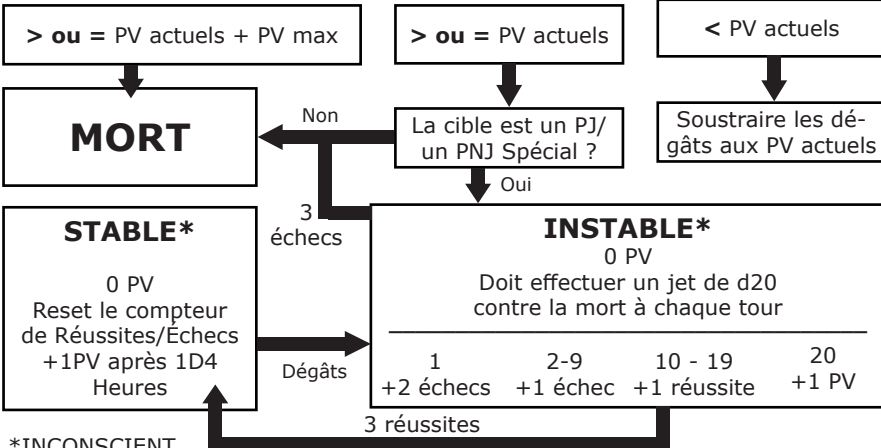 > ou = PV actuels + PV max
> ou = PV actuels
< PV actuels
MORT
Non
La cible est un PJ/
un PNJ Spécial ?
Soustraire les dé-
gâts aux PV actuels
Oui
3
échecs
STABLE*
0 PV
Reset le compteur
de Réussites/Échecs
+1PV après 1D4
Heures
Dégâts
INSTABLE*
0 PV
Doit effectuer un jet de d20
contre la mort à chaque tour
1 2-9 10 - 19 20
+2 échecs +1 échec +1 réussite +1 PV
3 réussites
*INCONSCIENT